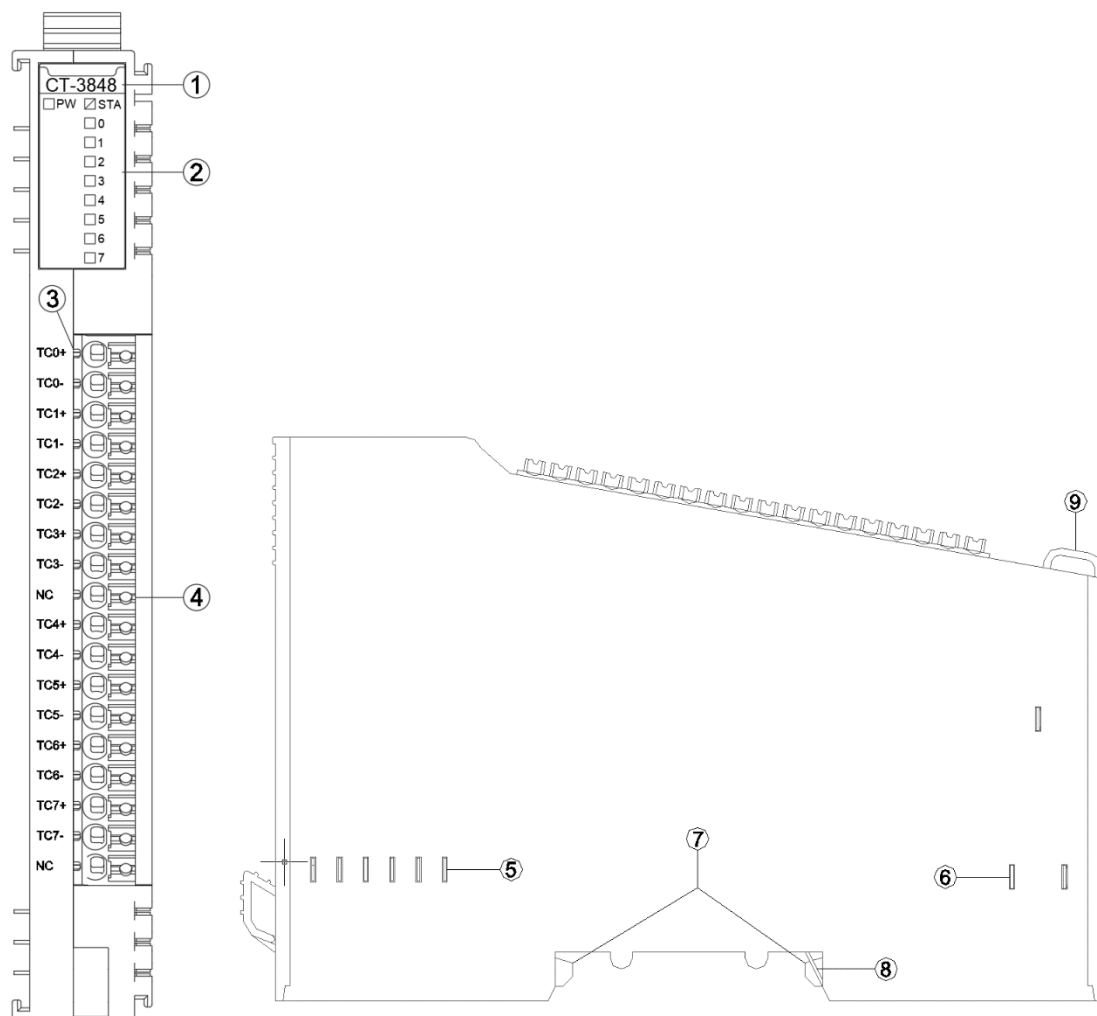 CT-3848
1
PW STA
0
1
2
3
4
5
6
7
2
3
TC0+
TC0-
TC1+
TC1-
TC2+
TC2-
TC3+
TC3-
NC
TC4+
TC4-
TC5+
TC5-
TC6+
TC6-
TC7+
TC7-
NC
4
9
5
7
6
8